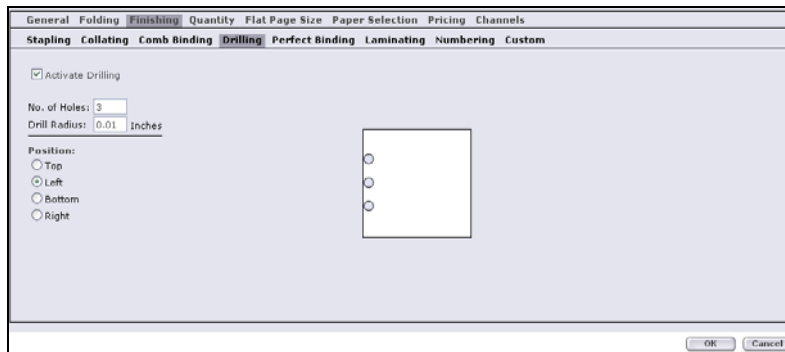 General Folding Finishing Quantity Flat Page Size Paper Selection Pricing Channels
Stapling Collating Comb Binding Drilling Perfect Binding Laminating Numbering Custom
Activate Drilling
No. of Holes: 3
Drill Radius: 0.01 Inches
Position:
Top
Left
Bottom
Right
OK Cancel